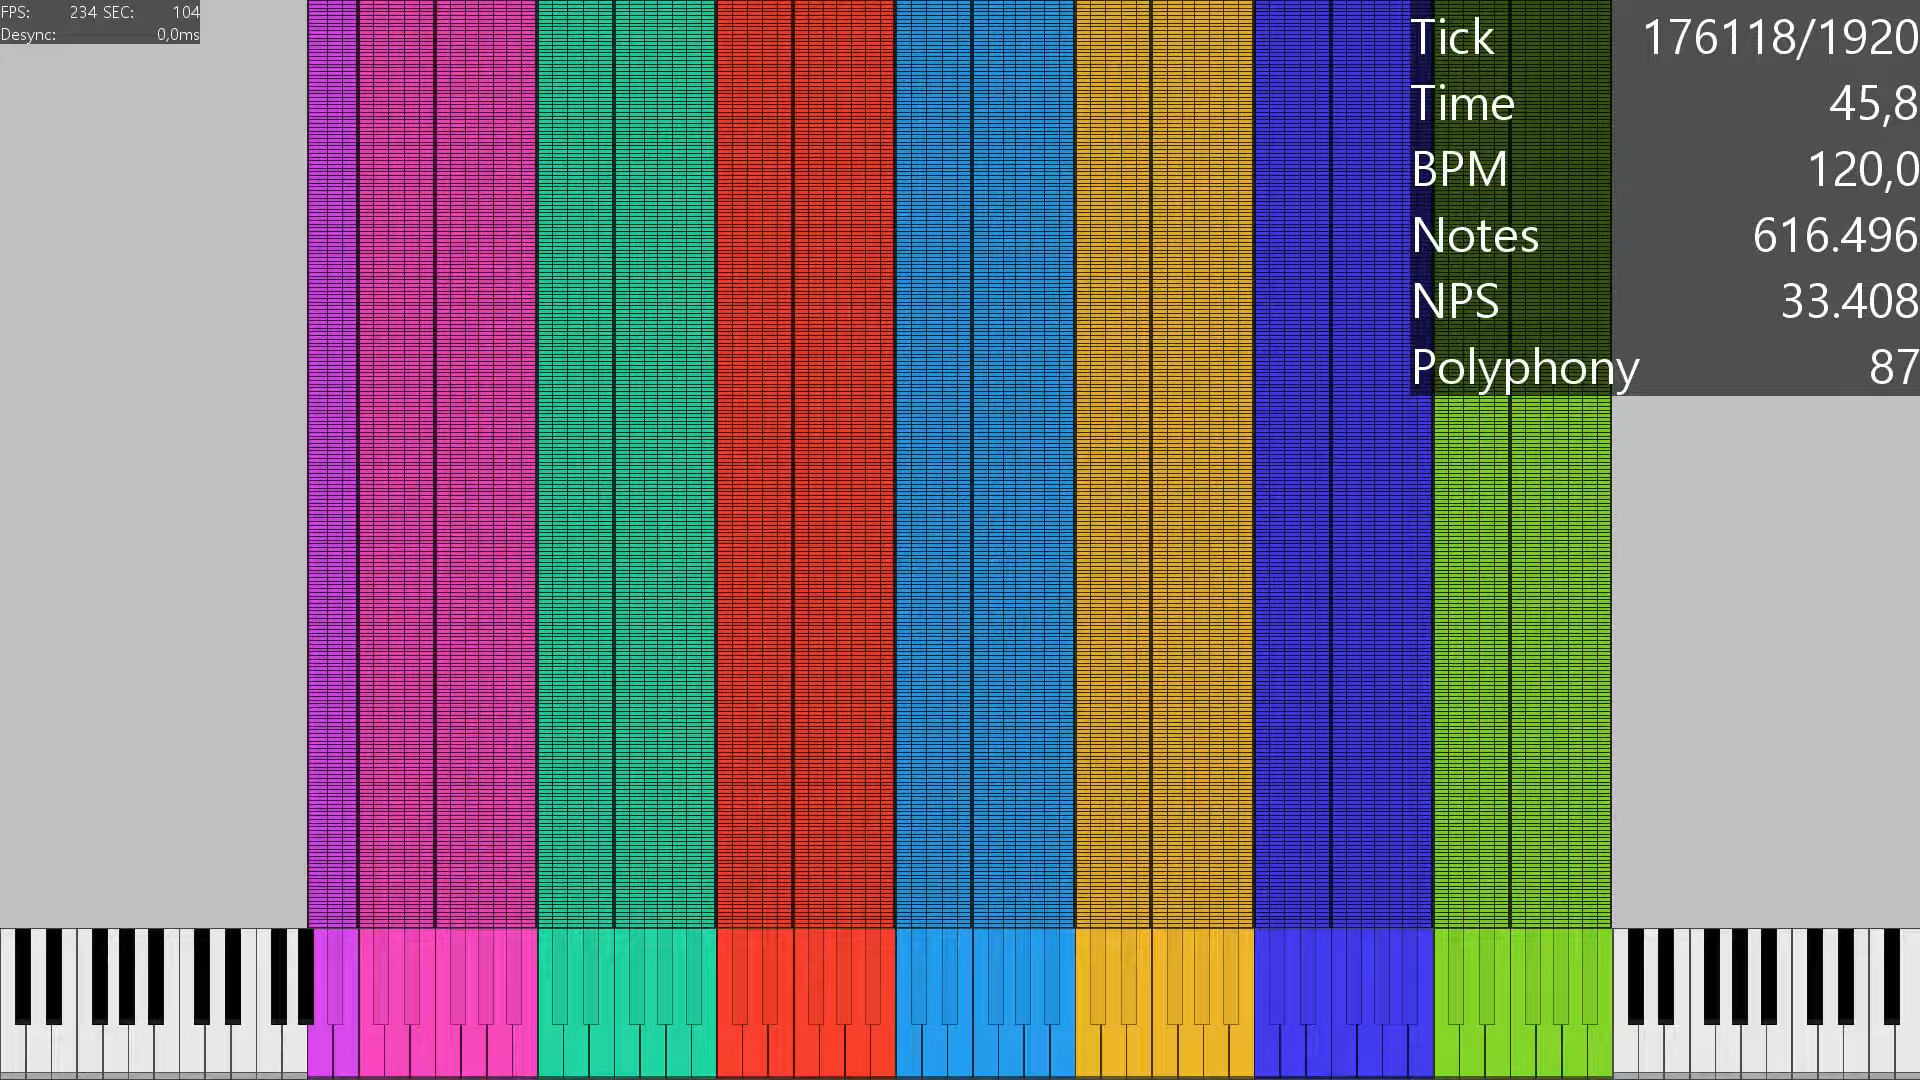 FPS: 234 SEC: 104
Desync: 0,0ms
Tick 176118/1920
Time 45,8
BPM 120,0
Notes 616.496
NPS 33.408
Polyphony 87